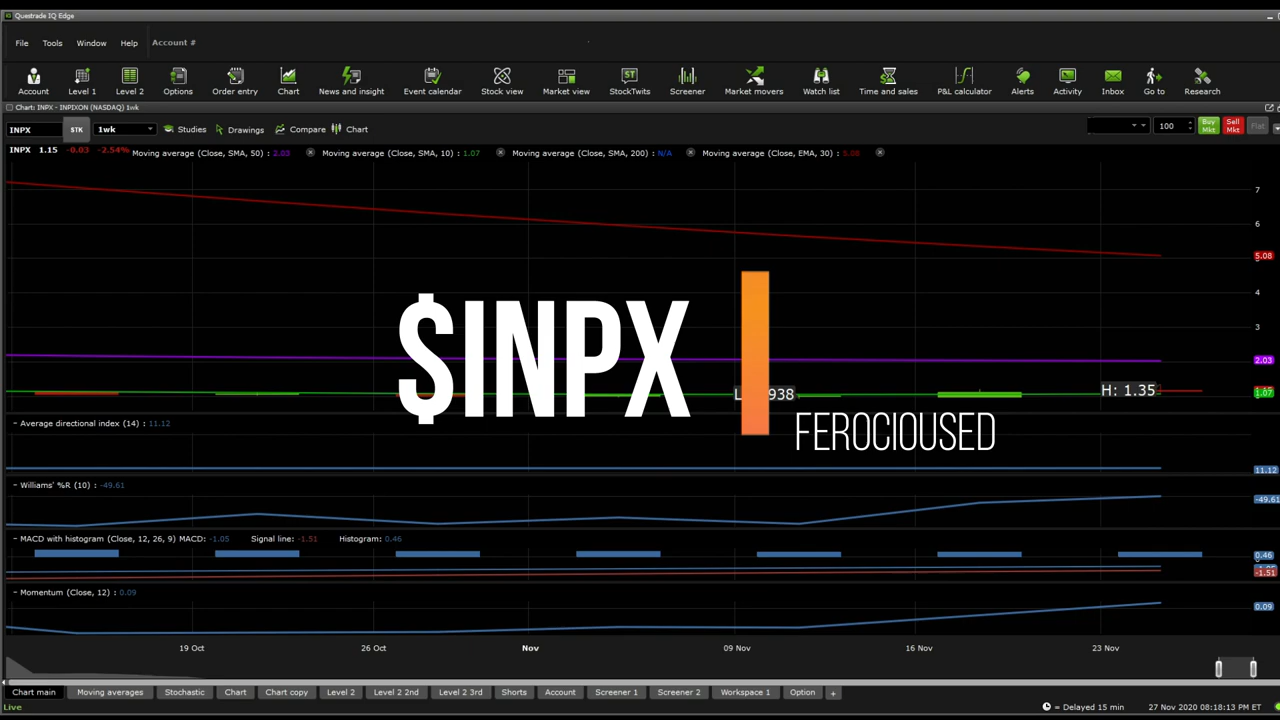 Questrade IQ Edge
File Tools Window Help Account #
Account Level 1 Level 2 Options Order entry Chart News and insight Event calendar Stock view Market view StockTwits Screener Market movers Watch list Time and sales P&L calculator Alerts Activity Inbox Go to Research
Chart: INPX - INPIXON (NASDAQ) 1wk
INPX STK 1wk Studies Drawings Compare Chart 100 Buy Mkt Sell Mkt Flat
INPX 1.15 -0.03 -2.54% Moving average (Close, SMA, 50) : 2.03 Moving average (Close, SMA, 10) : 1.07 Moving average (Close, SMA, 200) : N/A Moving average (Close, EMA, 30) : 5.08
7
6
5.08
4
3
2.03
H: 1.35
938
1.07
$INPX
FEROCIOUSED
Average directional index (14) : 11.12
11.12
Williams' %R (10) : -49.61
-49.61
MACD with histogram (Close, 12, 26, 9) MACD: -1.05 Signal line: -1.51 Histogram: 0.46
0.46
-1.51
Momentum (Close, 12) : 0.09
0.09
19 Oct 26 Oct Nov 09 Nov 16 Nov 23 Nov
Chart main Moving averages Stochastic Chart Chart copy Level 2 Level 2 2nd Level 2 3rd Shorts Account Screener 1 Screener 2 Workspace 1 Option +
Live = Delayed 15 min 27 Nov 2020 08:18:13 PM ET